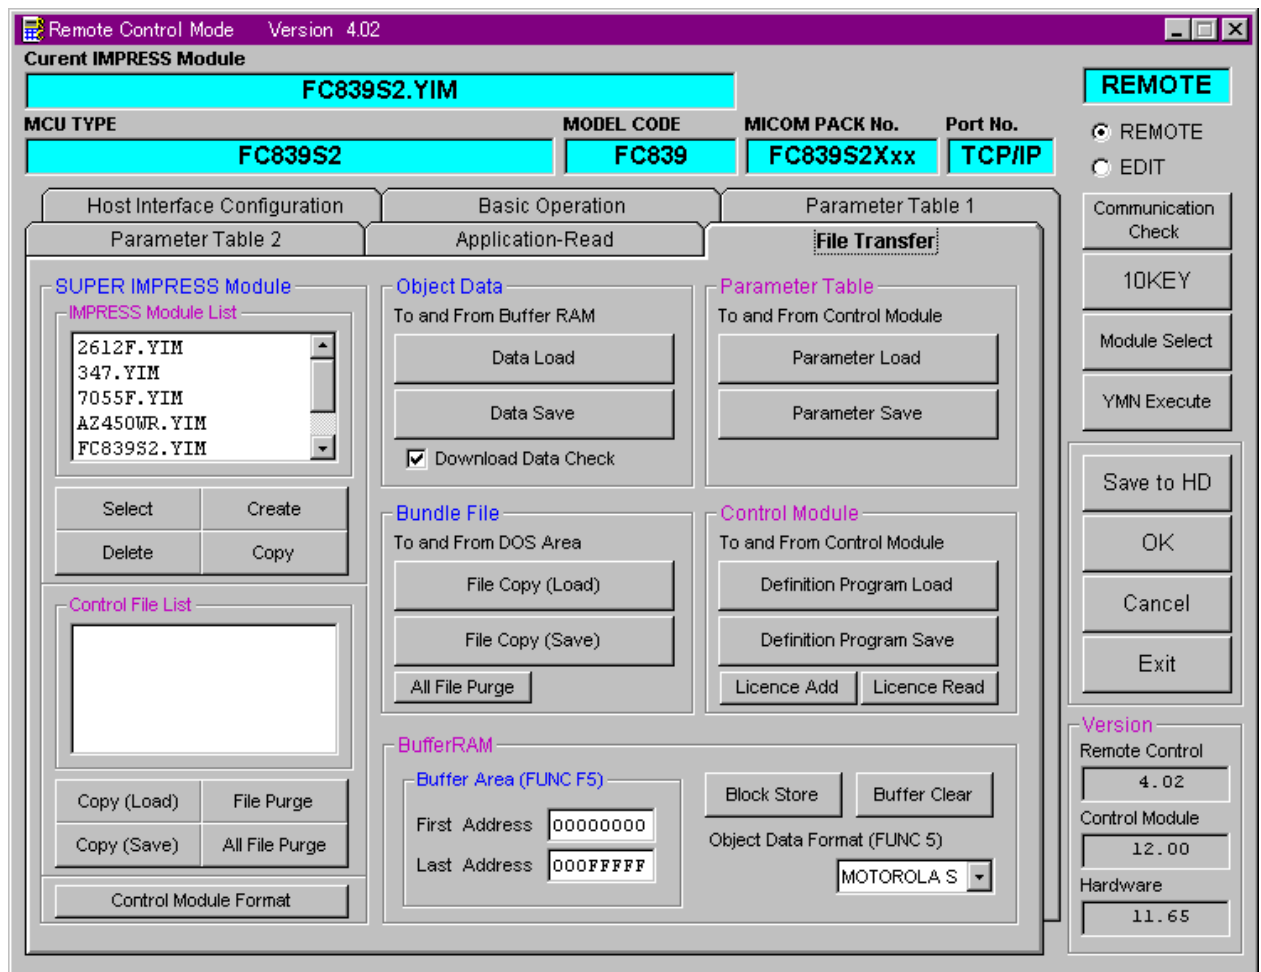 Remote Control Mode Version 4.02
Curent IMPRESS Module
FC839S2.YIM
REMOTE
MCU TYPE MODEL CODE MICOM PACK No. Port No.
FC839S2 FC839 FC839S2Xxx TCP/IP
REMOTE
EDIT
Host Interface Configuration Basic Operation Parameter Table 1
Parameter Table 2 Application-Read File Transfer
SUPER IMPRESS Module
IMPRESS Module List
2612F.YIM
347.YIM
7055F.YIM
AZ450WR.YIM
FC839S2.YIM
Select Create
Delete Copy
Control File List
Copy (Load) File Purge
Copy (Save) All File Purge
Control Module Format
Object Data
To and From Buffer RAM
Data Load
Data Save
Download Data Check
Parameter Table
To and From Control Module
Parameter Load
Parameter Save
Bundle File
To and From DOS Area
File Copy (Load)
File Copy (Save)
All File Purge
Control Module
To and From Control Module
Definition Program Load
Definition Program Save
Licence Add Licence Read
BufferRAM
Buffer Area (FUNC F5)
First Address 00000000
Last Address 000FFFFF
Block Store Buffer Clear
Object Data Format (FUNC 5)
MOTOROLA S
Communication
Check
10KEY
Module Select
YMN Execute
Save to HD
OK
Cancel
Exit
Version
Remote Control
4.02
Control Module
12.00
Hardware
11.65